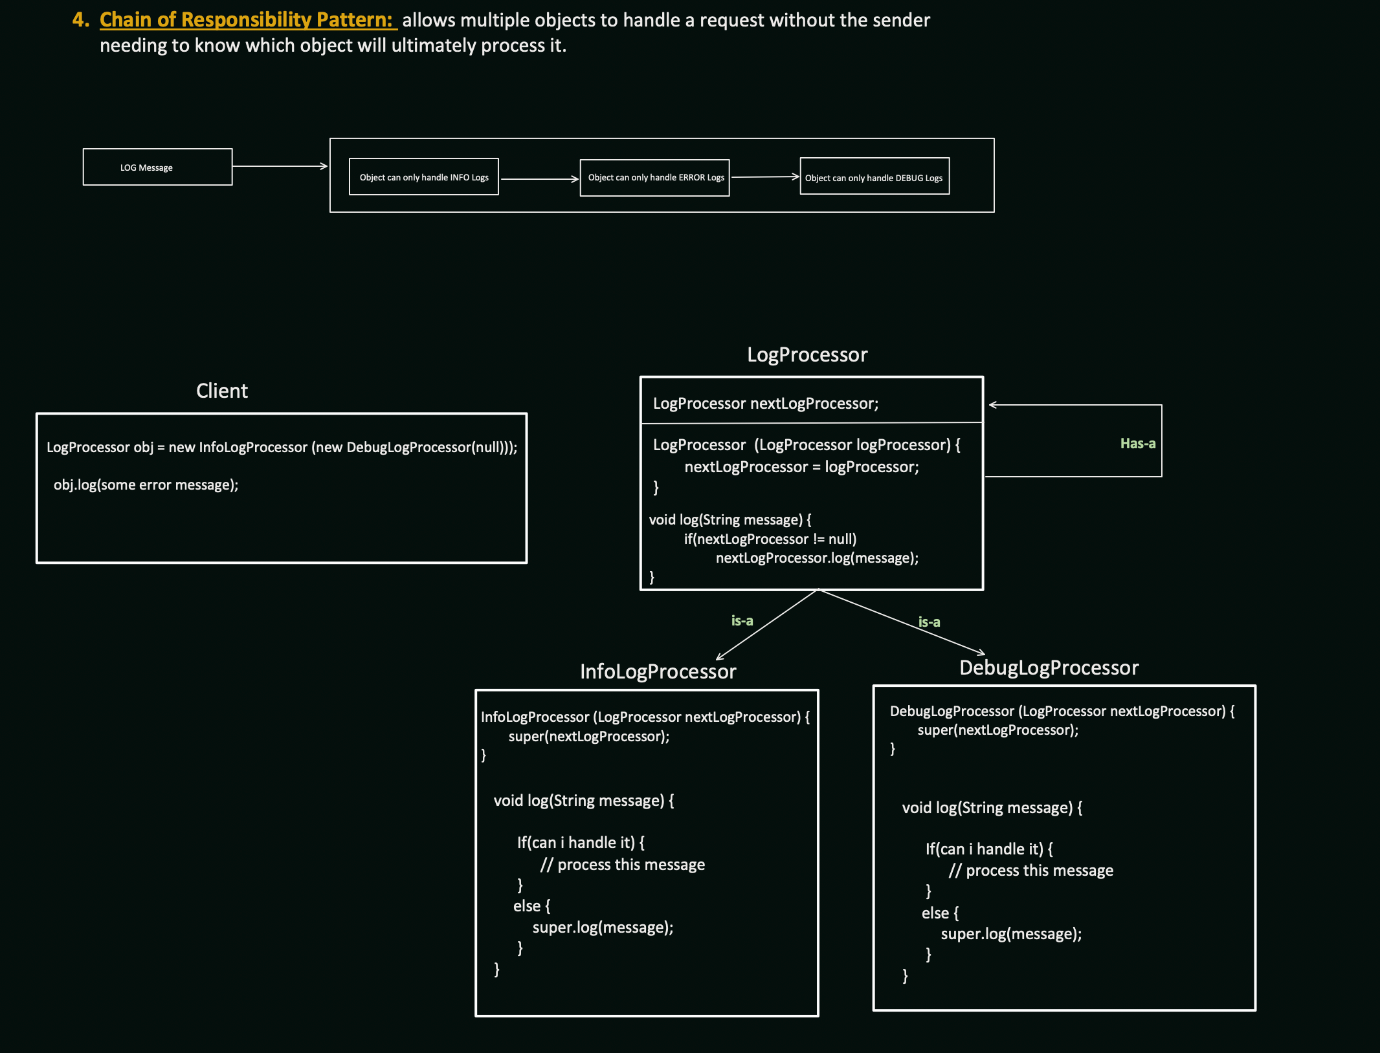 4. Chain of Responsibility Pattern: allows multiple objects to handle a request without the sender
needing to know which object will ultimately process it.
LOG Message
Object can only handle INFO Logs
Object can only handle ERROR Logs
Object can only handle DEBUG Logs
Client
LogProcessor obj = new InfoLogProcessor (new DebugLogProcessor(null)));
obj.log(some error message);
LogProcessor
LogProcessor nextLogProcessor;
LogProcessor (LogProcessor logProcessor) {
nextLogProcessor = logProcessor;
}
void log(String message) {
if(nextLogProcessor != null)
nextLogProcessor.log(message);
}
Has-a
is-a
is-a
InfoLogProcessor
InfoLogProcessor (LogProcessor nextLogProcessor) {
super(nextLogProcessor);
}
void log(String message) {
If(can i handle it) {
// process this message
}
else {
super.log(message);
}
}
DebugLogProcessor
DebugLogProcessor (LogProcessor nextLogProcessor) {
super(nextLogProcessor);
}
void log(String message) {
If(can i handle it) {
// process this message
}
else {
super.log(message);
}
}